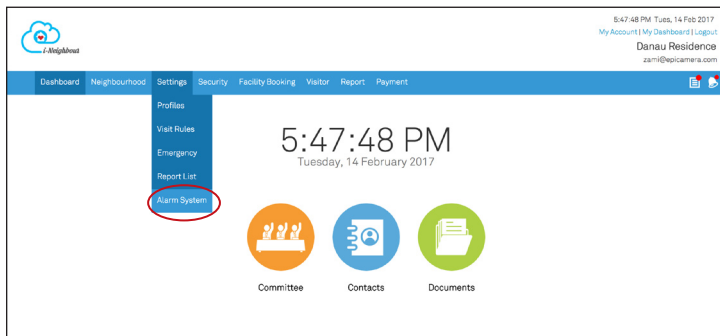 5:47:48 PM Tues, 14 Feb 2017
My Account | My Dashboard | Logout
Danau Residence
zami@epicamera.com
i-Neighbour
Dashboard Neighbourhood Settings Security Facility Booking Visitor Report Payment
Profiles
Visit Rules
Emergency
Report List
Alarm System
5:47:48 PM
Tuesday, 14 February 2017
Committee Contacts Documents